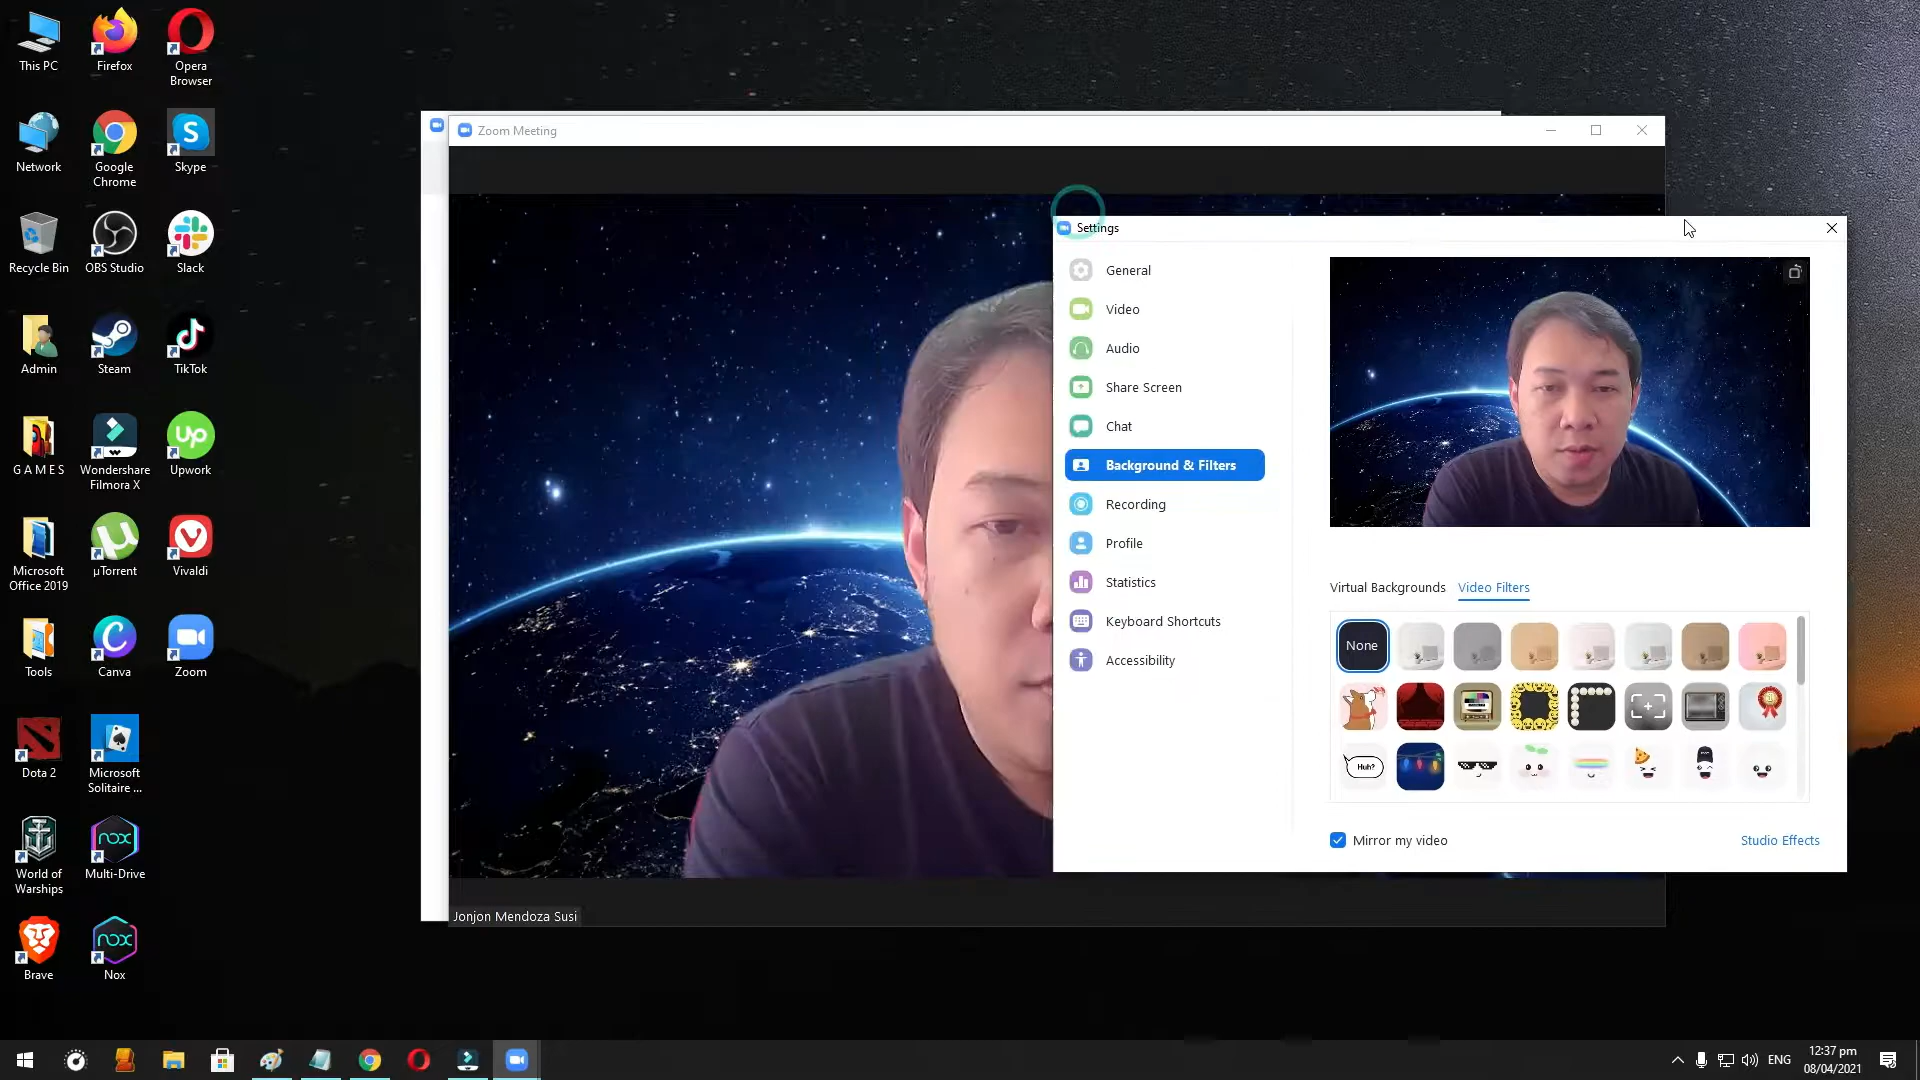 This PC
Firefox
Opera
Browser
Network
Google
Chrome
Skype
Recycle Bin
OBS Studio
Slack
Admin
Steam
TikTok
G A M E S
Wondershare
Filmora X
Up
Upwork
Microsoft
Office 2019
µTorrent
Vivaldi
Tools
Canva
Zoom
Dota 2
Microsoft
Solitaire ...
World of
Warships
nox
Multi-Drive
Brave
nox
Nox
Zoom Meeting
Jonjon Mendoza Susi
Settings
General
Video
Audio
Share Screen
Chat
Background & Filters
Recording
Profile
Statistics
Keyboard Shortcuts
Accessibility
Virtual Backgrounds
Video Filters
None
Huh?
Mirror my video
Studio Effects
ENG
12:37 pm
08/04/2021